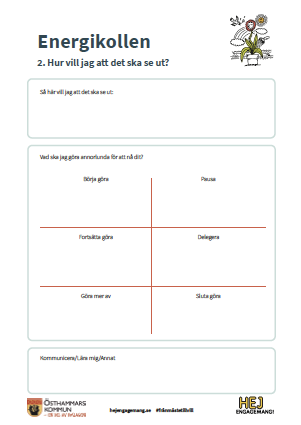 Energikollen
2. Hur vill jag att det ska se ut?
Så här vill jag att det ska se ut:
Vad ska jag göra annorlunda för att nå dit?
Börja göra
Pausa
Fortsätta göra
Delegera
Göra mer av
Sluta göra
Kommunicera/Lära mig/Annat
ÖSTHAMMARS
KOMMUN
hejengagemang.se #frånmåstetillvill
HEJ
ENGAGEMANG!